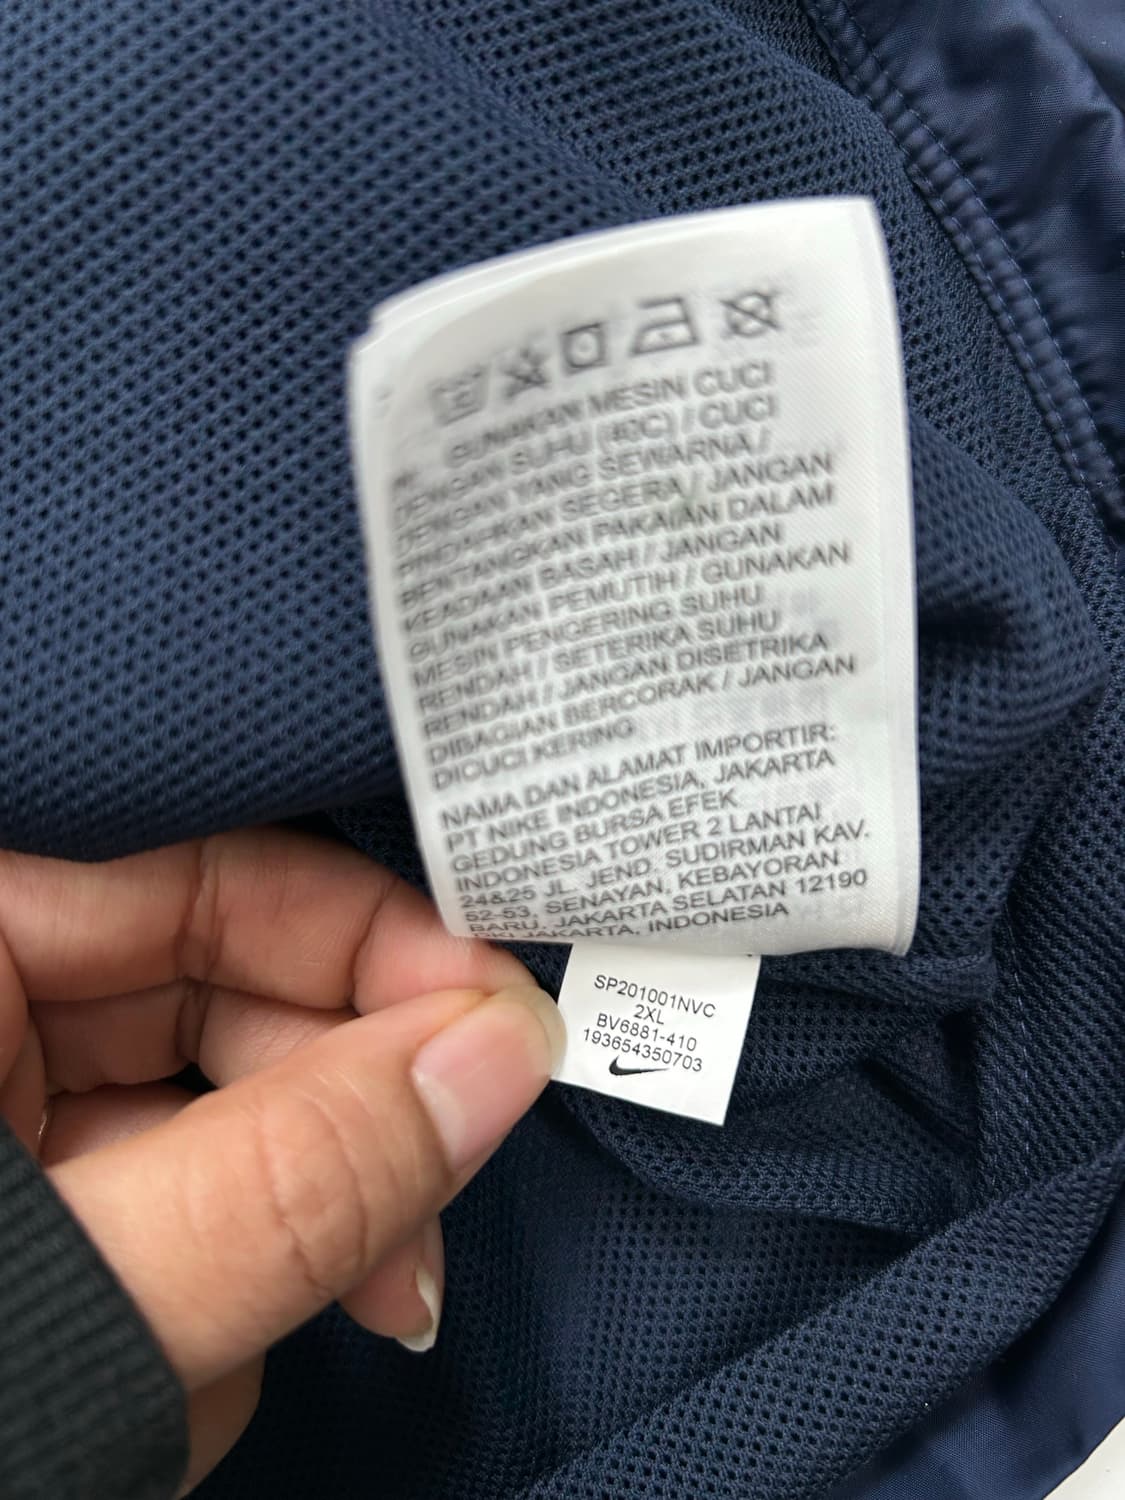 GUNAKAN MESIN CUCI
DENGAN SUHU (40C) / CUCI
DENGAN YANG SEWARNA /
PINDAHKAN SEGERA / JANGAN
BENTANGKAN PAKAIAN DALAM
KEADAAN BASAH / JANGAN
GUNAKAN PEMUTIH / GUNAKAN
MESIN PENGERING SUHU
RENDAH / SETERIKA SUHU
RENDAH / JANGAN DISETRIKA
DIBAGIAN BERCORAK / JANGAN
DICUCI KERING
NAMA DAN ALAMAT IMPORTIR:
PT NIKE INDONESIA, JAKARTA
GEDUNG BURSA EFEK
INDONESIA TOWER 2 LANTAI
24&25 JL. JEND. SUDIRMAN KAV.
52-53, SENAYAN, KEBAYORAN
BARU, JAKARTA SELATAN 12190
DKI JAKARTA, INDONESIA
SP201001NVC
2XL
BV6881-410
193654350703